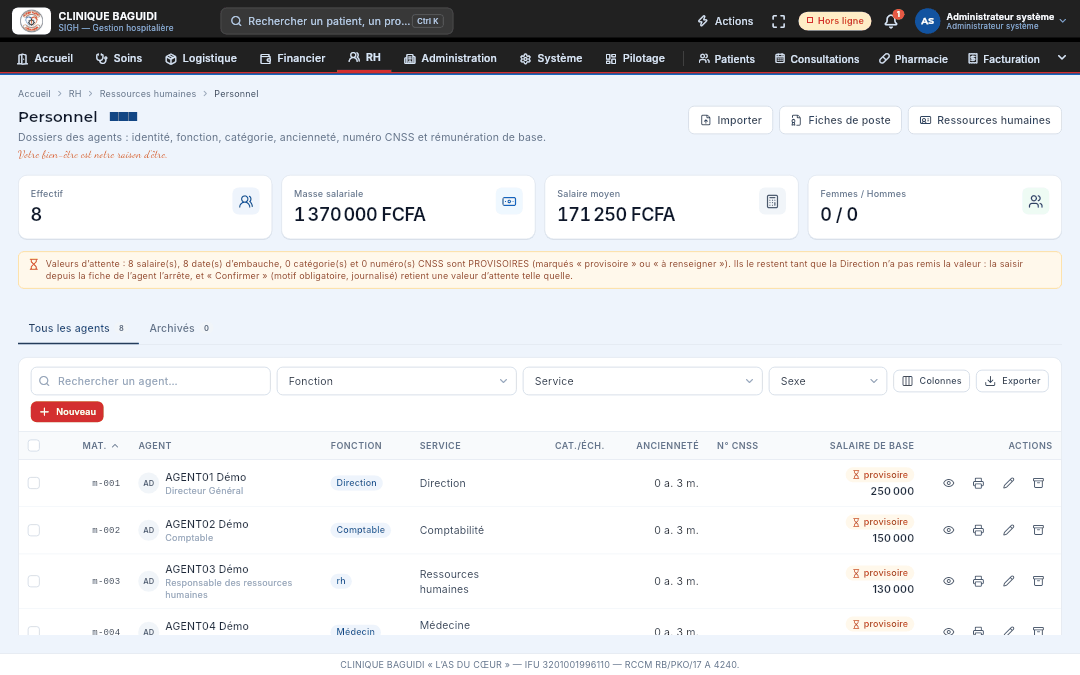 CLINIQUE BAGUIDI
SIGH — Gestion hospitalière
Rechercher un patient, un pro... Ctrl K
Actions
Hors ligne
1
AS
Administrateur système
Administrateur système
Accueil
Soins
Logistique
Financier
RH
Administration
Système
Pilotage
Patients
Consultations
Pharmacie
Facturation
Accueil > RH > Ressources humaines > Personnel
Personnel
Dossiers des agents : identité, fonction, catégorie, ancienneté, numéro CNSS et rémunération de base.
Votre bien-être est notre raison d'être.
Importer
Fiches de poste
Ressources humaines
Effectif
8
Masse salariale
1 370 000 FCFA
Salaire moyen
171 250 FCFA
Femmes / Hommes
0 / 0
Valeurs d'attente : 8 salaire(s), 8 date(s) d'embauche, 0 catégorie(s) et 0 numéro(s) CNSS sont PROVISOIRES (marqués « provisoire » ou « à renseigner »). Ils le restent tant que la Direction n'a pas remis la valeur : la saisir
depuis la fiche de l'agent l'arrête, et « Confirmer » (motif obligatoire, journalisé) retient une valeur d'attente telle quelle.
Tous les agents 8
Archivés 0
Rechercher un agent...
Fonction
Service
Sexe
Colonnes
Exporter
Nouveau
MAT. AGENT FONCTION SERVICE CAT./ÉCH. ANCIENNETÉ N° CNSS SALAIRE DE BASE ACTIONS
m-001 AD AGENT01 Démo
Directeur Général
Direction Direction 0 a. 3 m. provisoire
250 000
m-002 AD AGENT02 Démo
Comptable
Comptable Comptabilité 0 a. 3 m. provisoire
150 000
m-003 AD AGENT03 Démo
Responsable des ressources
humaines
rh Ressources
humaines
0 a. 3 m. provisoire
130 000
m-004 AD AGENT04 Démo
Médecin Médecine 0 a. 3 m. provisoire
CLINIQUE BAGUIDI « L'AS DU CŒUR » — IFU 3201001996110 — RCCM RB/PKO/17 A 4240.